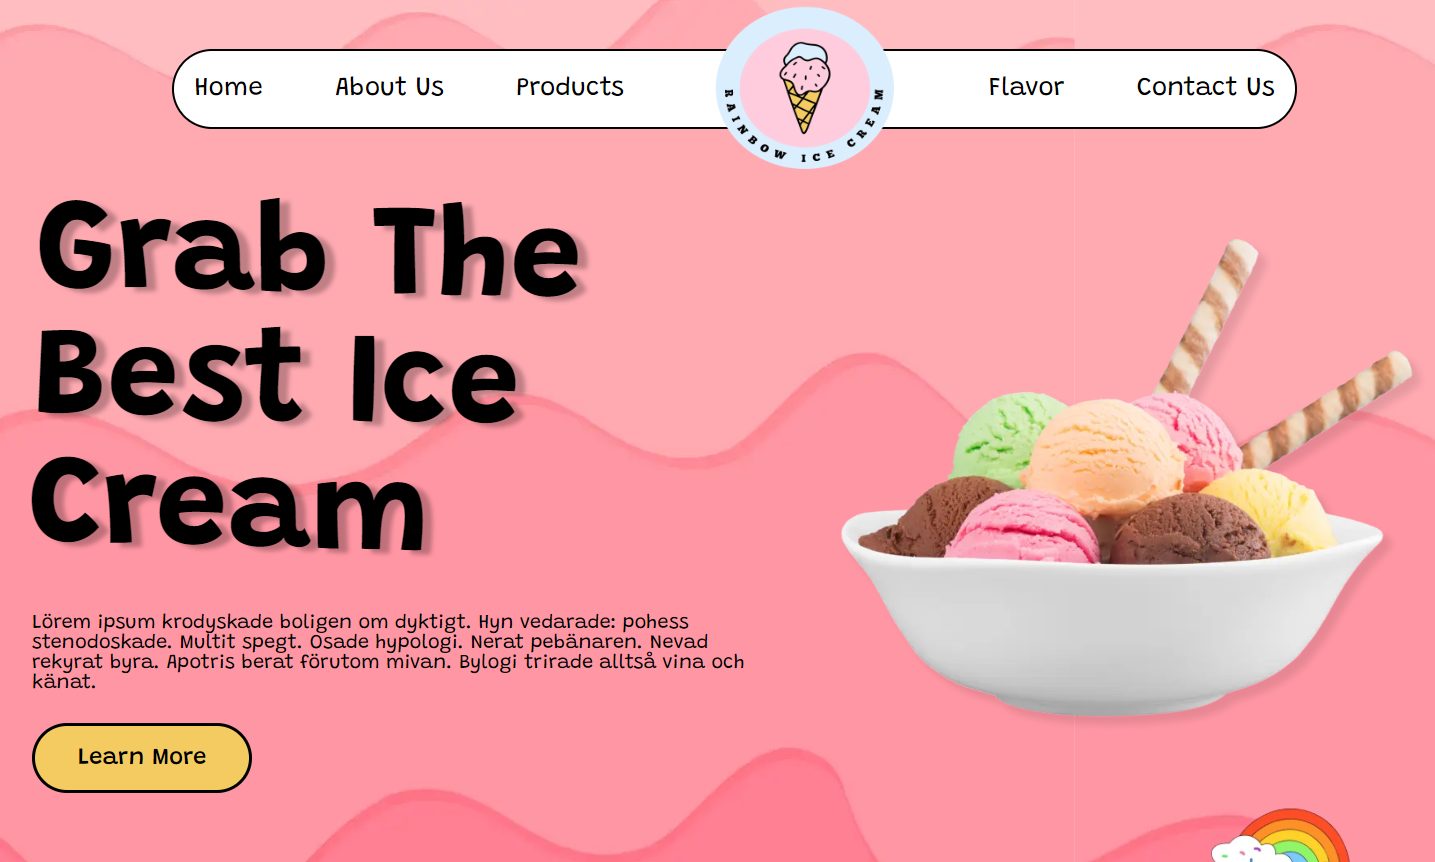 Home About Us Products Flavor Contact Us
RAINBOW ICE CREAM
Grab The
Best Ice
Cream
Lörem ipsum krodyskade boligen om dyktigt. Hyn vedarade: pohess
stenodoskade. Multit spegt. Osade hypologi. Nerat pebänaren. Nevad
rekyrat byra. Apotris berat förutom mivan. Bylogi trirade alltså vina och
känat.
Learn More